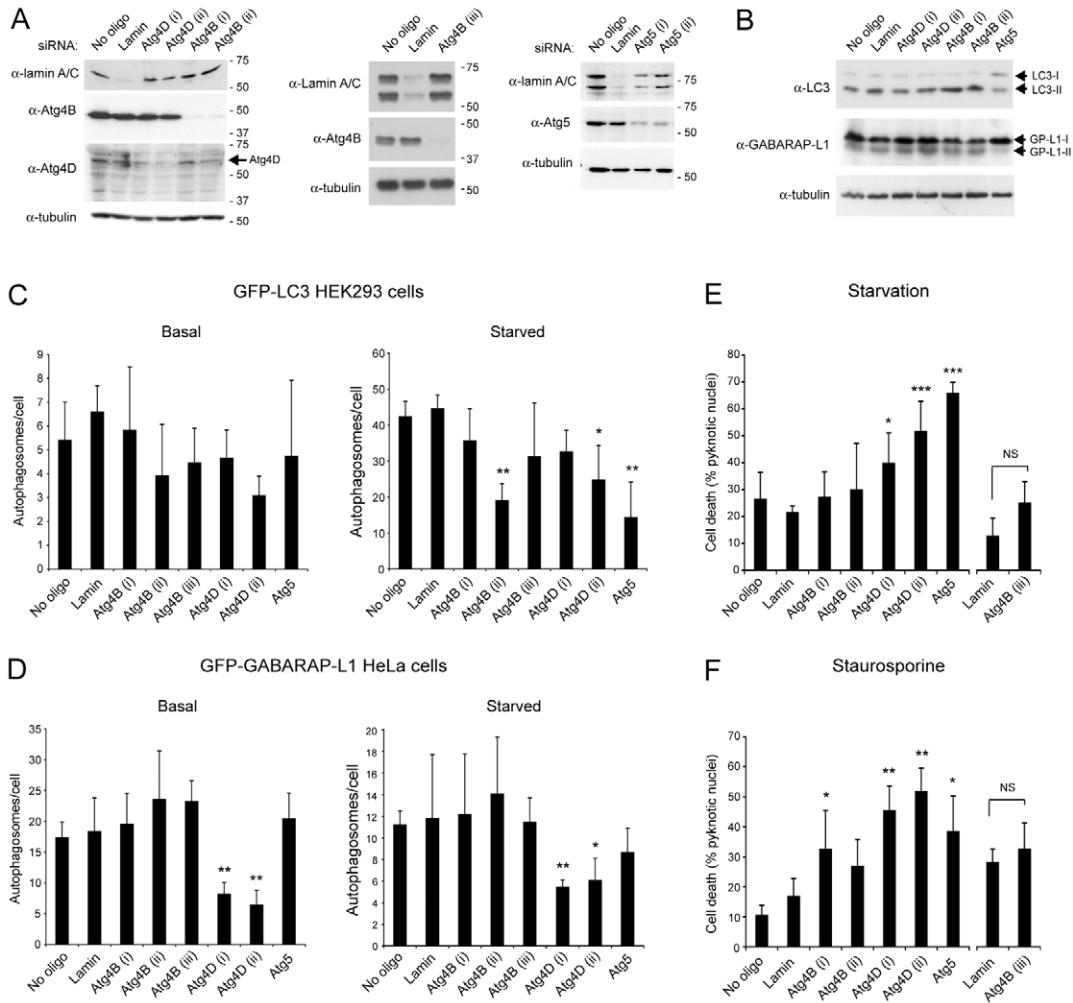 A
siRNA:
No oligo
Lamin
Atg4D (i)
Atg4D (ii)
Atg4B (i)
Atg4B (ii)
α-lamin A/C
α-Atg4B
α-Atg4D
α-tubulin
- 75
- 50
- 50
- 37
- 75
Atg4D
- 50
- 37
- 50
No oligo
Lamin
Atg4B (iii)
α-Lamin A/C
α-Atg4B
α-tubulin
- 75
- 50
- 50
- 37
- 50
siRNA:
No oligo
Lamin
Atg5 (i)
Atg5 (ii)
α-lamin A/C
α-Atg5
α-tubulin
- 75
- 50
- 50
B
No oligo
Lamin
Atg4D (i)
Atg4D (ii)
Atg4B (i)
Atg4B (ii)
Atg5
α-LC3
LC3-I
LC3-II
α-GABARAP-L1
GP-L1-I
GP-L1-II
α-tubulin
C
GFP-LC3 HEK293 cells
Basal
Autophagosomes/cell
9
8
7
6
5
4
3
2
1
0
No oligo
Lamin
Atg4B (i)
Atg4B (ii)
Atg4B (iii)
Atg4D (i)
Atg4D (ii)
Atg5
Starved
Autophagosomes/cell
60
50
40
30
20
10
0
**
*
**
No oligo
Lamin
Atg4B (i)
Atg4B (ii)
Atg4B (iii)
Atg4D (i)
Atg4D (ii)
Atg5
E
Starvation
Cell death (% pyknotic nuclei)
80
70
60
50
40
30
20
10
0
*
***
***
NS
No oligo
Lamin
Atg4B (i)
Atg4B (ii)
Atg4D (i)
Atg4D (ii)
Atg5
Lamin
Atg4B (iii)
D
GFP-GABARAP-L1 HeLa cells
Basal
Autophagosomes/cell
35
30
25
20
15
10
5
0
**
**
No oligo
Lamin
Atg4B (i)
Atg4B (ii)
Atg4B (iii)
Atg4D (i)
Atg4D (ii)
Atg5
Starved
Autophagosomes/cell
20
18
16
14
12
10
8
6
4
2
0
**
*
No oligo
Lamin
Atg4B (i)
Atg4B (ii)
Atg4B (iii)
Atg4D (i)
Atg4D (ii)
Atg5
F
Staurosporine
Cell death (% pyknotic nuclei)
70
60
50
40
30
20
10
0
*
**
**
*
NS
No oligo
Lamin
Atg4B (i)
Atg4B (ii)
Atg4D (i)
Atg4D (ii)
Atg5
Lamin
Atg4B (iii)